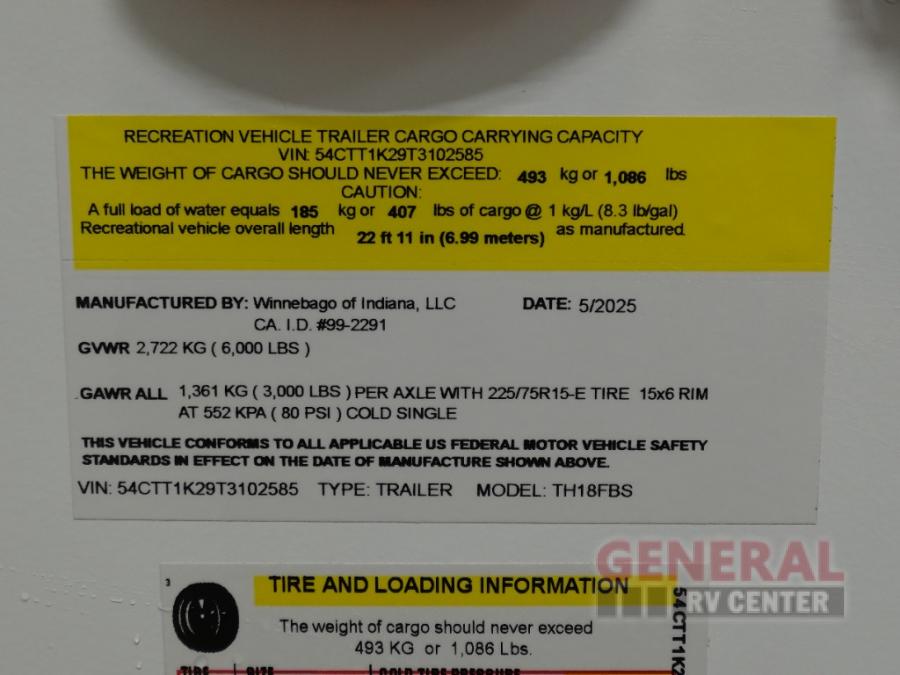 RECREATION VEHICLE TRAILER CARGO CARRYING CAPACITY
VIN: 54CTT1K29T3102585
THE WEIGHT OF CARGO SHOULD NEVER EXCEED: 493 kg or 1,086 lbs
CAUTION:
A full load of water equals 185 kg or 407 lbs of cargo @ 1 kg/L (8.3 lb/gal)
Recreational vehicle overall length 22 ft 11 in (6.99 meters) as manufactured.
MANUFACTURED BY: Winnebago of Indiana, LLC DATE: 5/2025
CA. I.D. #99-2291
GVWR 2,722 KG ( 6,000 LBS )
GAWR ALL 1,361 KG ( 3,000 LBS ) PER AXLE WITH 225/75R15-E TIRE 15x6 RIM
AT 552 KPA ( 80 PSI ) COLD SINGLE
THIS VEHICLE CONFORMS TO ALL APPLICABLE US FEDERAL MOTOR VEHICLE SAFETY
STANDARDS IN EFFECT ON THE DATE OF MANUFACTURE SHOWN ABOVE.
VIN: 54CTT1K29T3102585 TYPE: TRAILER MODEL: TH18FBS
3
TIRE AND LOADING INFORMATION
The weight of cargo should never exceed
493 KG or 1,086 Lbs.
TIRE SIZE COLD TIRE PRESSURE
54CTT1K2
GENERAL
RV CENTER